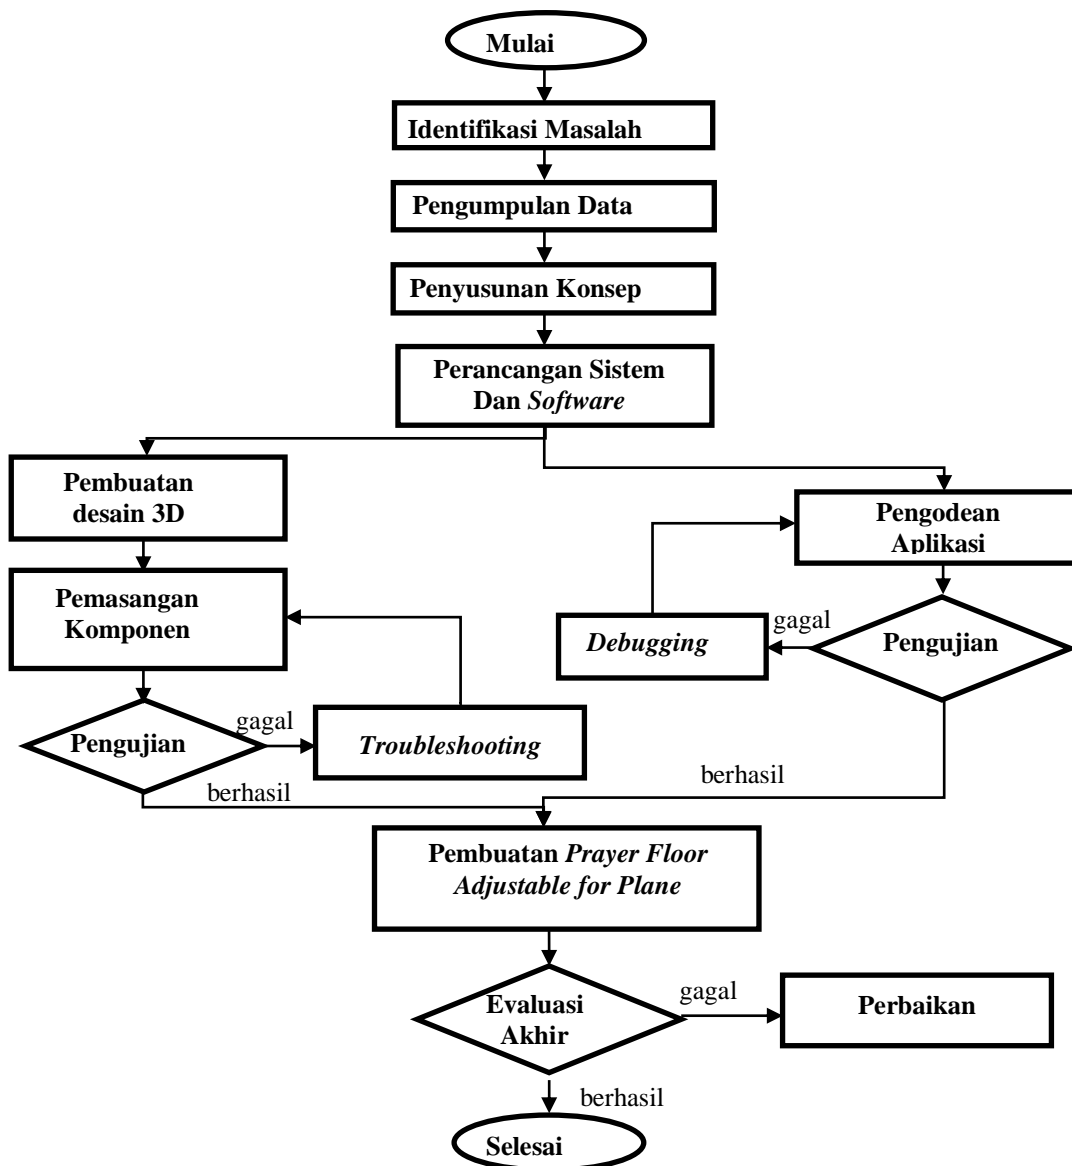 Mulai
Identifikasi Masalah
Pengumpulan Data
Penyusunan Konsep
Perancangan Sistem
Dan Software
Pembuatan
desain 3D
Pengodean
Aplikasi
Pemasangan
Komponen
Debugging
gagal
Pengujian
Pengujian
gagal
Troubleshooting
berhasil
berhasil
Pembuatan Prayer Floor
Adjustable for Plane
Evaluasi
Akhir
gagal
Perbaikan
berhasil
Selesai